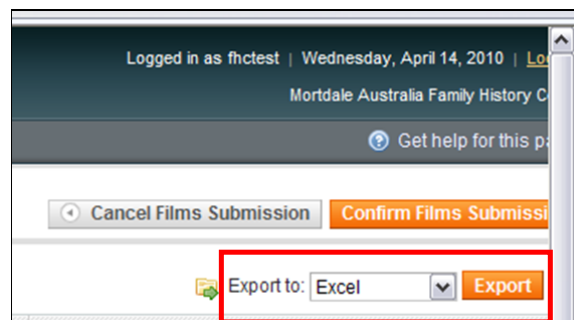 Logged in as fhctest | Wednesday, April 14, 2010 | Lo
Mortdale Australia Family History C
Get help for this pa
Cancel Films Submission Confirm Films Submissi
Export to: Excel Export